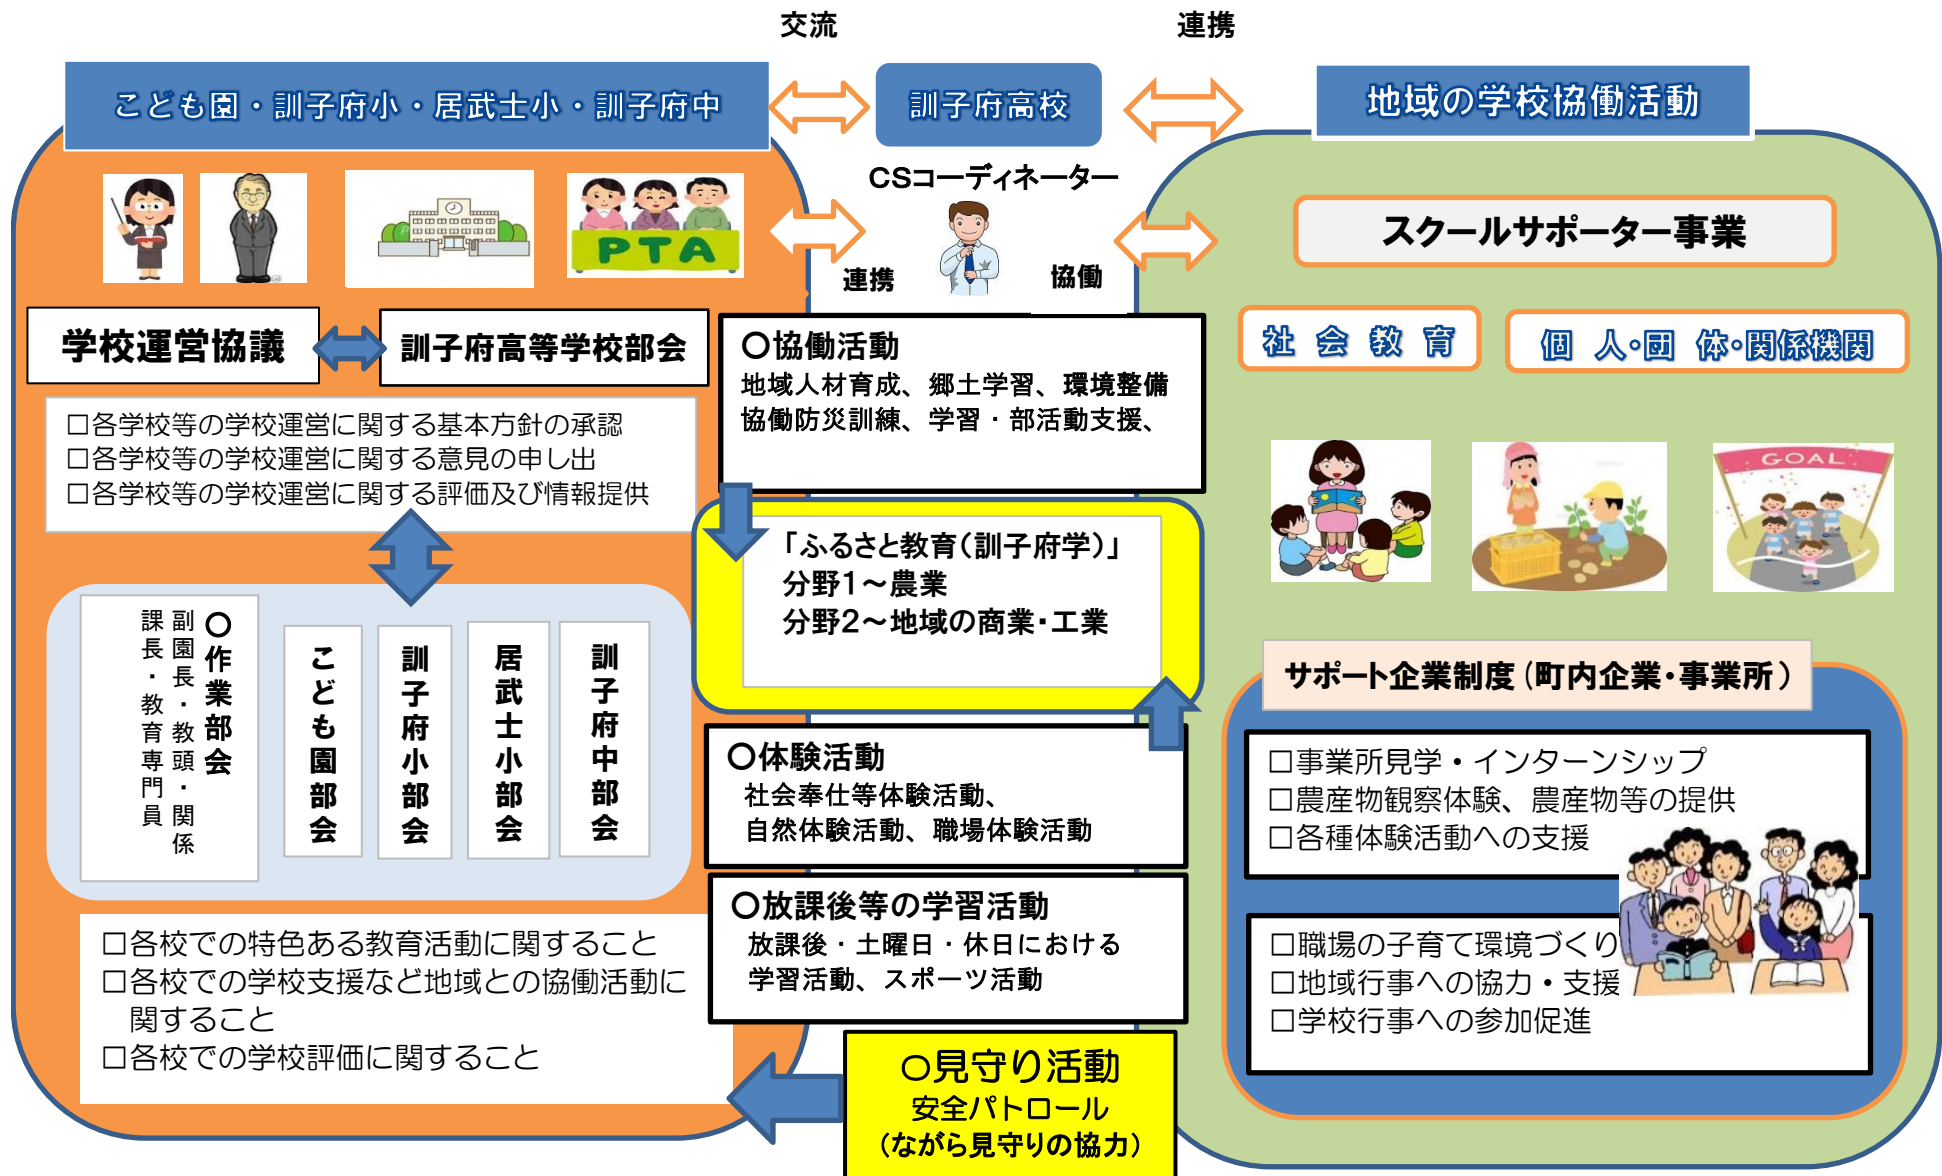 交流
連携
こども園・訓子府小・居武士小・訓子府中
訓子府高校
地域の学校協働活動
CSコーディネーター
連携
協働
PTA
学校運営協議
訓子府高等学校部会
□各学校等の学校運営に関する基本方針の承認
□各学校等の学校運営に関する意見の申し出
□各学校等の学校運営に関する評価及び情報提供
〇作業部会
副園長・教頭・関係
課長・教育専門員
こども園部会
訓子府小部会
居武士小部会
訓子府中部会
□各校での特色ある教育活動に関すること
□各校での学校支援など地域との協働活動に
関すること
□各校での学校評価に関すること
〇協働活動
地域人材育成、郷土学習、環境整備
協働防災訓練、学習・部活動支援、
「ふるさと教育(訓子府学)」
分野1～農業
分野2～地域の商業・工業
〇体験活動
社会奉仕等体験活動、
自然体験活動、職場体験活動
〇放課後等の学習活動
放課後・土曜日・休日における
学習活動、スポーツ活動
〇見守り活動
安全パトロール
(ながら見守りの協力)
スクールサポーター事業
社会教育
個人・団体・関係機関
GOAL
サポート企業制度(町内企業・事業所)
□事業所見学・インターンシップ
□農産物観察体験、農産物等の提供
□各種体験活動への支援
□職場の子育て環境づくり
□地域行事への協力・支援
□学校行事への参加促進